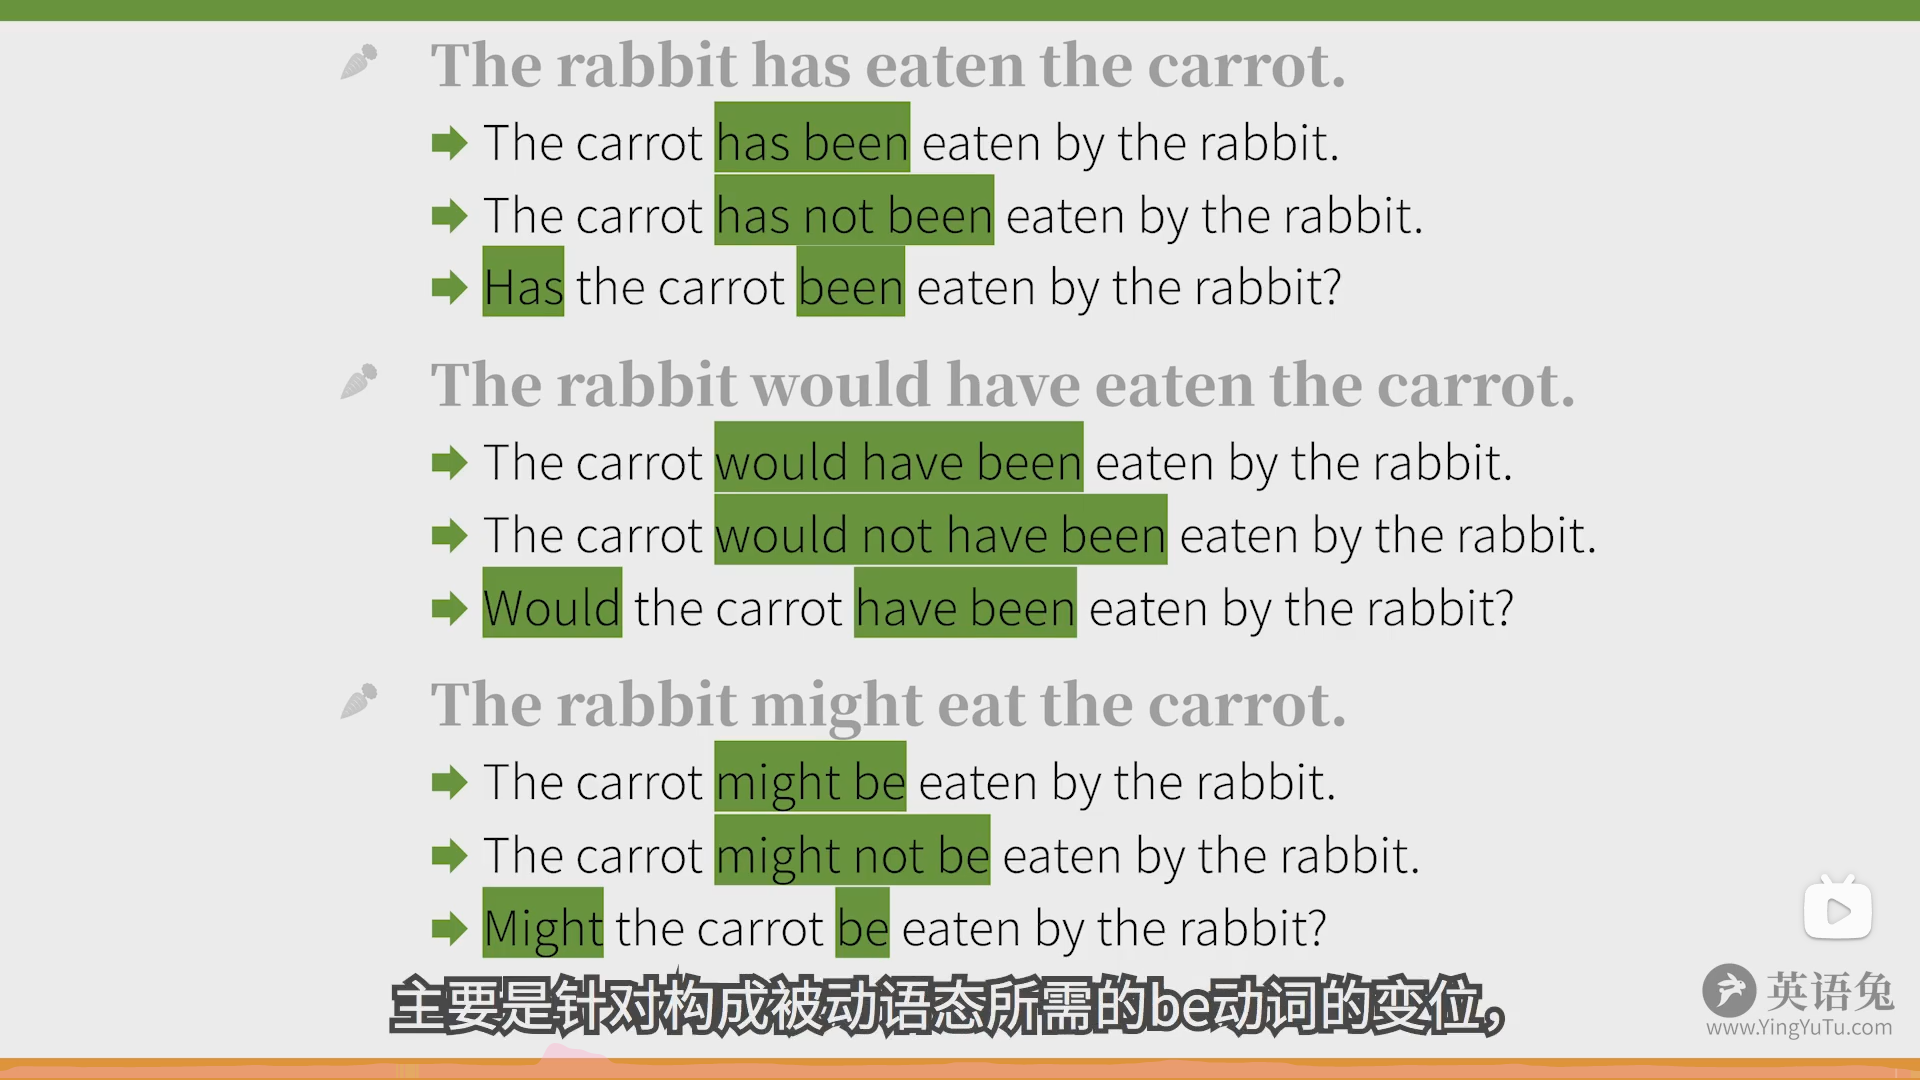 The rabbit has eaten the carrot.
The carrot has been eaten by the rabbit.
The carrot has not been eaten by the rabbit.
Has the carrot been eaten by the rabbit?
The rabbit would have eaten the carrot.
The carrot would have been eaten by the rabbit.
The carrot would not have been eaten by the rabbit.
Would the carrot have been eaten by the rabbit?
The rabbit might eat the carrot.
The carrot might be eaten by the rabbit.
The carrot might not be eaten by the rabbit.
Might the carrot be eaten by the rabbit?
主要是针对构成被动语态所需的be动词的变位，
英语兔
www.YingYuTu.com